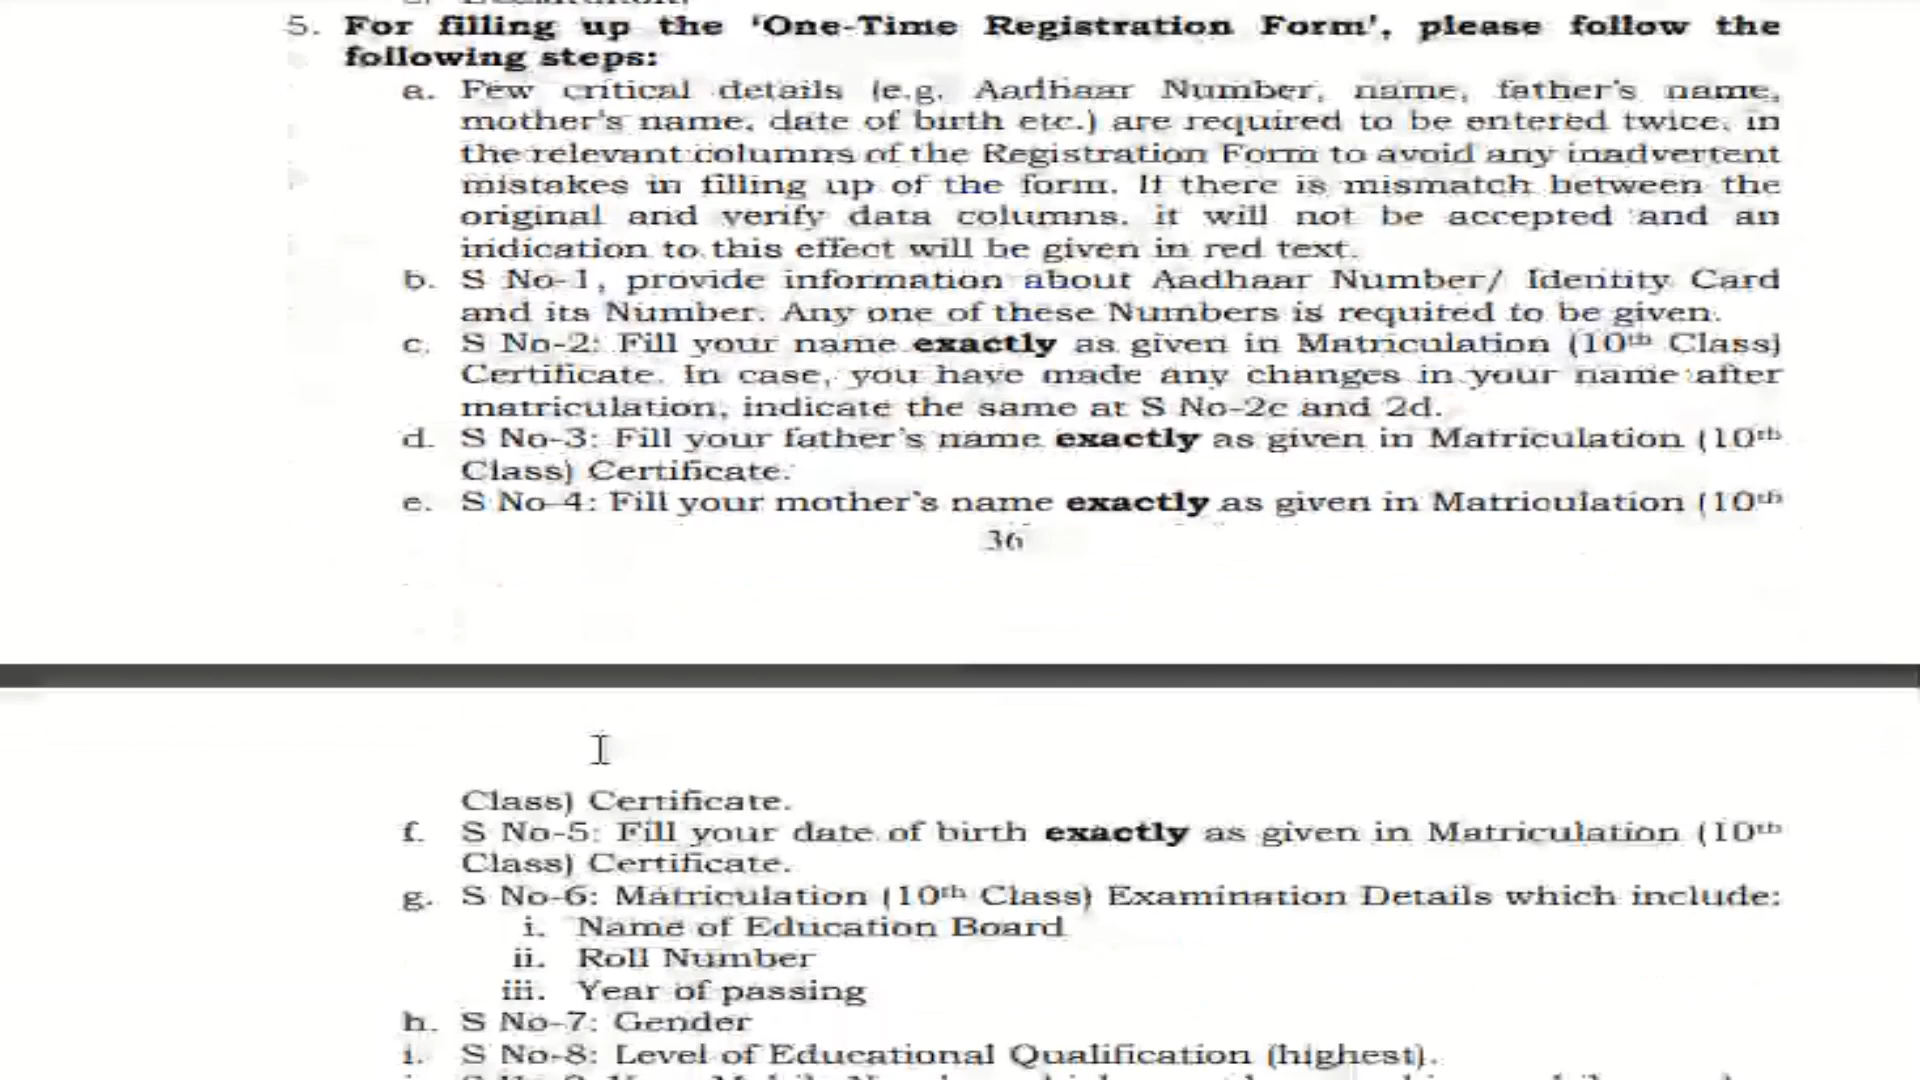 5. For filling up the 'One-Time Registration Form', please follow the
following steps:
a. Few critical details (e.g. Aadhaar Number, name, father's name,
mother's name, date of birth etc.) are required to be entered twice, in
the relevant columns of the Registration Form to avoid any inadvertent
mistakes in filling up of the form. If there is mismatch between the
original and verify data columns, it will not be accepted and an
indication to this effect will be given in red text.
b. S No-1, provide information about Aadhaar Number/ Identity Card
and its Number. Any one of these Numbers is required to be given.
c. S No-2: Fill your name exactly as given in Matriculation (10th Class)
Certificate. In case, you have made any changes in your name after
matriculation, indicate the same at S No-2c and 2d.
d. S No-3: Fill your father's name exactly as given in Matriculation (10th
Class) Certificate.
e. S No-4: Fill your mother's name exactly as given in Matriculation (10th
36
Class) Certificate.
f. S No-5: Fill your date of birth exactly as given in Matriculation (10th
Class) Certificate.
g. S No-6: Matriculation (10th Class) Examination Details which include:
i. Name of Education Board
ii. Roll Number
iii. Year of passing
h. S No-7: Gender
i. S No-8: Level of Educational Qualification (highest).